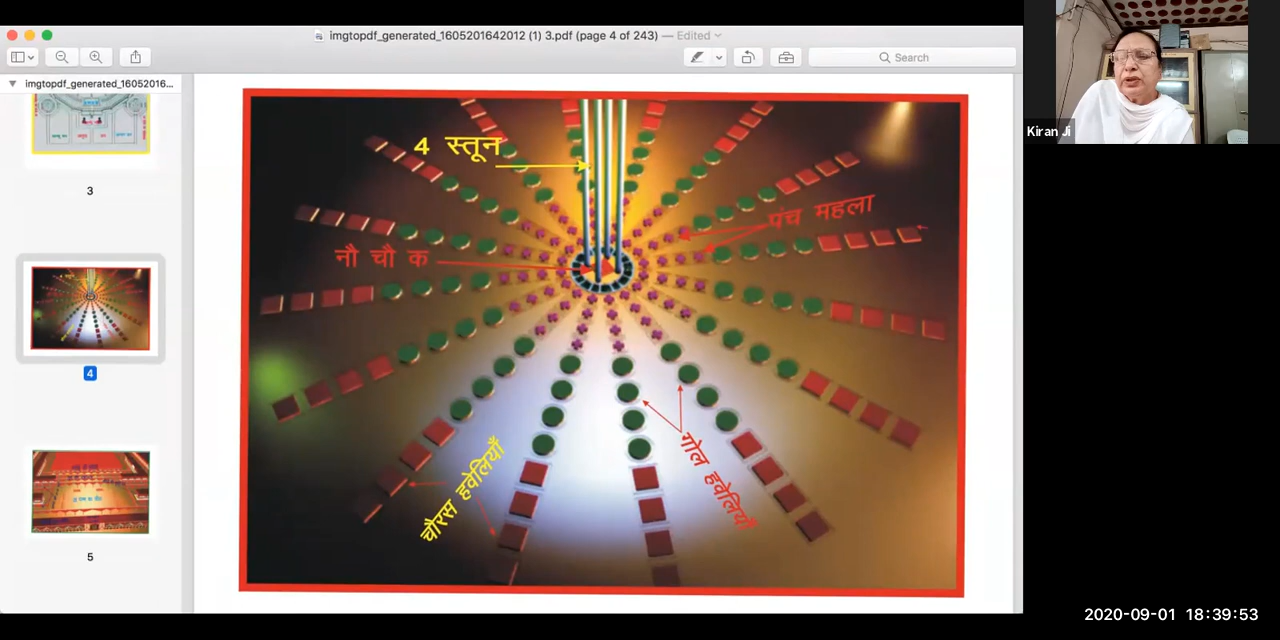 imgtopdf_generated_1605201642012 (1) 3.pdf (page 4 of 243) — Edited
Search
imgtopdf_generated_16052016...
3
4
5
4 स्तून
पंच महला
नौ चौ क
चौरस हवेलियाँ
गोल हवेलियाँ
Kiran Ji
2020-09-01 18:39:53